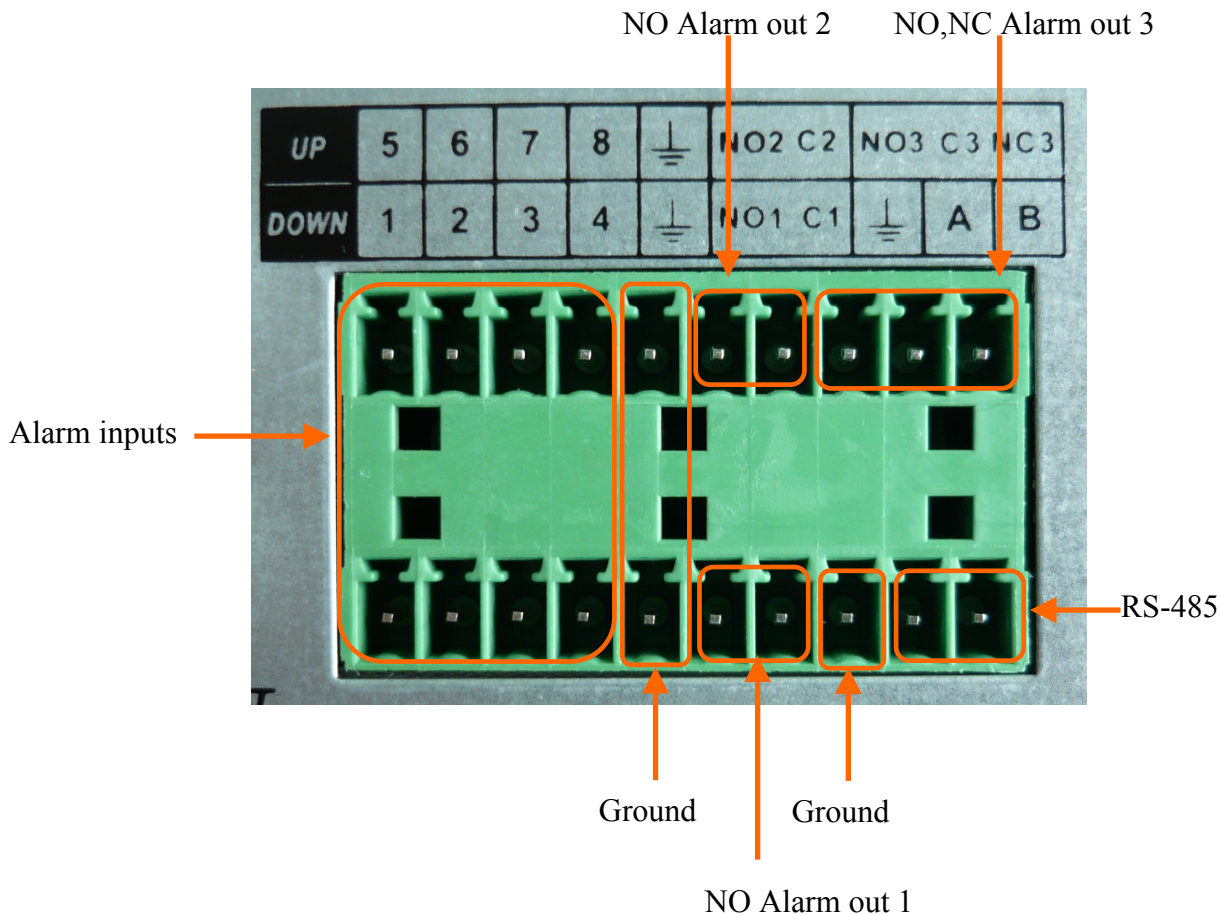 NO Alarm out 2 NO,NC Alarm out 3
UP 5 6 7 8 NO2 C2 NO3 C3 NC3
DOWN 1 2 3 4 NO1 C1 A B
Alarm inputs
RS-485
Ground Ground
NO Alarm out 1